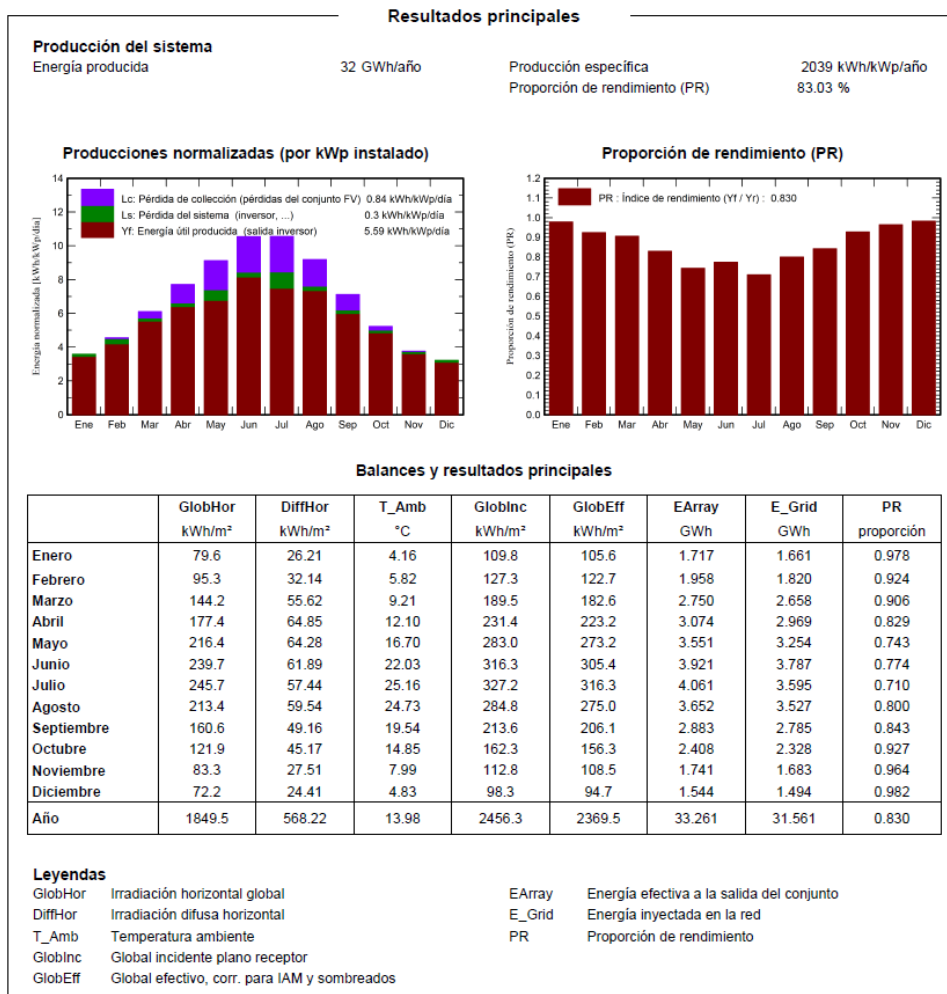 Resultados principales
Producción del sistema
Energía producida 32 GWh/año Producción específica 2039 kWh/kWp/año
Proporción de rendimiento (PR) 83.03 %
Producciones normalizadas (por kWp instalado)
Energía normalizada [kWh/kWp/día]
14
12
10
8
6
4
2
0
Lc: Pérdida de colección (pérdidas del conjunto FV) 0.84 kWh/kWp/día
Ls: Pérdida del sistema (inversor, ...) 0.3 kWh/kWp/día
Yf: Energía útil producida (salida inversor) 5.59 kWh/kWp/día
Ene Feb Mar Abr May Jun Jul Ago Sep Oct Nov Dic
Proporción de rendimiento (PR)
Proporción de rendimiento (PR)
1.2
1.1
1.0
0.9
0.8
0.7
0.6
0.5
0.4
0.3
0.2
0.1
0.0
PR : Índice de rendimiento (Yf / Yr) : 0.830
Ene Feb Mar Abr May Jun Jul Ago Sep Oct Nov Dic
Balances y resultados principales
GlobHor DiffHor T_Amb GlobInc GlobEff EArray E_Grid PR
kWh/m² kWh/m² °C kWh/m² kWh/m² GWh GWh proporción
Enero 79.6 26.21 4.16 109.8 105.6 1.717 1.661 0.978
Febrero 95.3 32.14 5.82 127.3 122.7 1.958 1.820 0.924
Marzo 144.2 55.62 9.21 189.5 182.6 2.750 2.658 0.906
Abril 177.4 64.85 12.10 231.4 223.2 3.074 2.969 0.829
Mayo 216.4 64.28 16.70 283.0 273.2 3.551 3.254 0.743
Junio 239.7 61.89 22.03 316.3 305.4 3.921 3.787 0.774
Julio 245.7 57.44 25.16 327.2 316.3 4.061 3.595 0.710
Agosto 213.4 59.54 24.73 284.8 275.0 3.652 3.527 0.800
Septiembre 160.6 49.16 19.54 213.6 206.1 2.883 2.785 0.843
Octubre 121.9 45.17 14.85 162.3 156.3 2.408 2.328 0.927
Noviembre 83.3 27.51 7.99 112.8 108.5 1.741 1.683 0.964
Diciembre 72.2 24.41 4.83 98.3 94.7 1.544 1.494 0.982
Año 1849.5 568.22 13.98 2456.3 2369.5 33.261 31.561 0.830
Leyendas
GlobHor Irradiación horizontal global EArray Energía efectiva a la salida del conjunto
DiffHor Irradiación difusa horizontal E_Grid Energía inyectada en la red
T_Amb Temperatura ambiente PR Proporción de rendimiento
GlobInc Global incidente plano receptor
GlobEff Global efectivo, corr. para IAM y sombreados